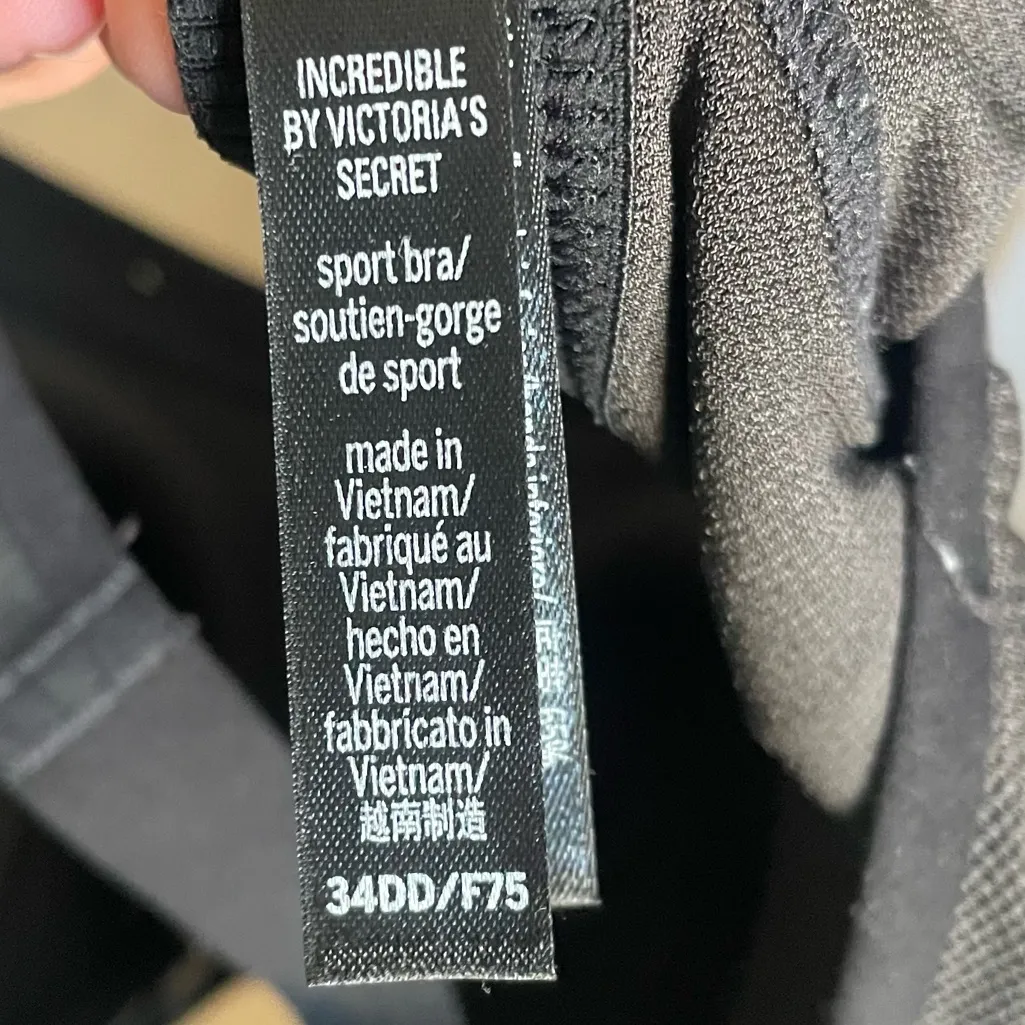 INCREDIBLE
BY VICTORIA'S
SECRET
sport bra/
soutien-gorge
de sport
made in
Vietnam/
fabriqué au
Vietnam/
hecho en
Vietnam/
fabbricato in
Vietnam/
越南制造
34DD/F75